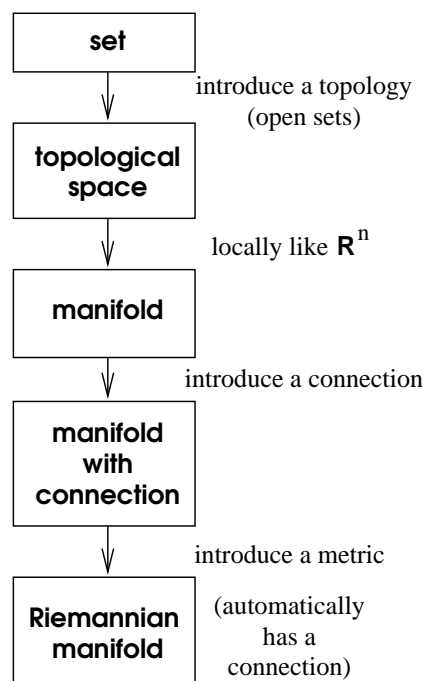 set
introduce a topology
(open sets)
topological
space
locally like Rⁿ
manifold
introduce a connection
manifold
with
connection
introduce a metric
Riemannian
manifold
(automatically
has a
connection)